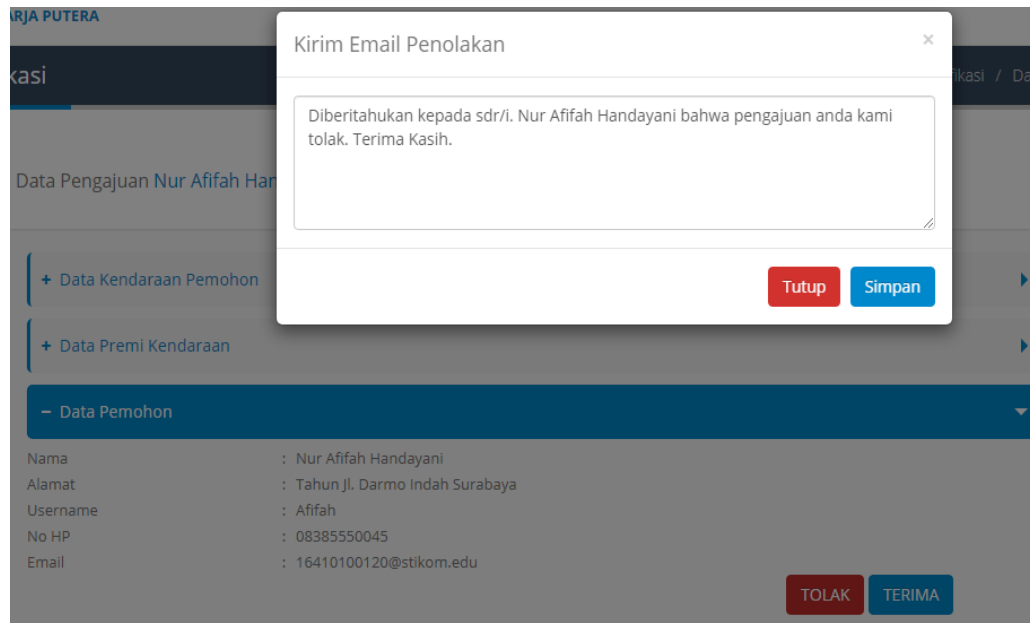 ARJA PUTERA
Kirim Email Penolakan ×
kasi
fikasi / Da
Diberitahukan kepada sdr/i. Nur Afifah Handayani bahwa pengajuan anda kami
tolak. Terima Kasih.
Data Pengajuan Nur Afifah Han
Tutup Simpan
+ Data Kendaraan Pemohon
+ Data Premi Kendaraan
− Data Pemohon
Nama : Nur Afifah Handayani
Alamat : Tahun Jl. Darmo Indah Surabaya
Username : Afifah
No HP : 08385550045
Email : 16410100120@stikom.edu
TOLAK TERIMA